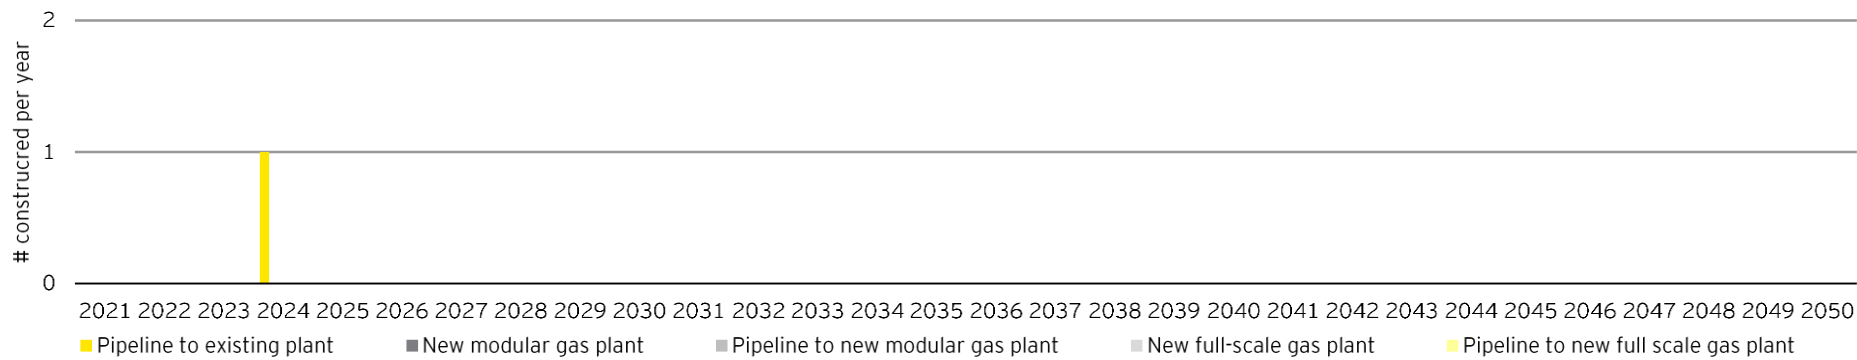 2
# construcred per year
1
0
2021 2022 2023 2024 2025 2026 2027 2028 2029 2030 2031 2032 2033 2034 2035 2036 2037 2038 2039 2040 2041 2042 2043 2044 2045 2046 2047 2048 2049 2050
Pipeline to existing plant New modular gas plant Pipeline to new modular gas plant New full-scale gas plant Pipeline to new full scale gas plant